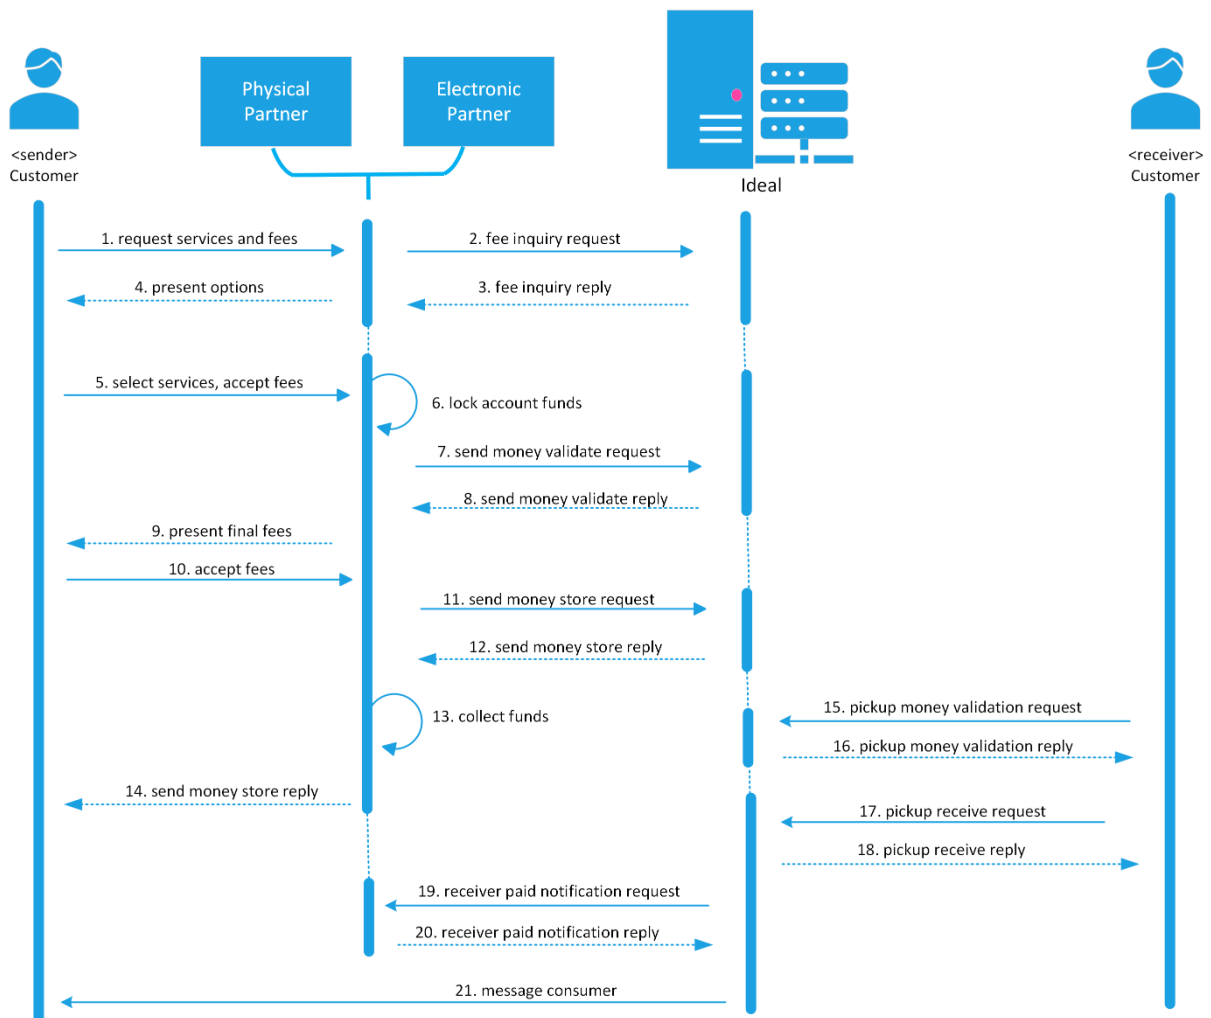 Physical
Partner
Electronic
Partner
<sender>
Customer
Ideal
<receiver>
Customer
1. request services and fees
2. fee inquiry request
4. present options
3. fee inquiry reply
5. select services, accept fees
6. lock account funds
7. send money validate request
8. send money validate reply
9. present final fees
10. accept fees
11. send money store request
12. send money store reply
13. collect funds
15. pickup money validation request
16. pickup money validation reply
14. send money store reply
17. pickup receive request
18. pickup receive reply
19. receiver paid notification request
20. receiver paid notification reply
21. message consumer